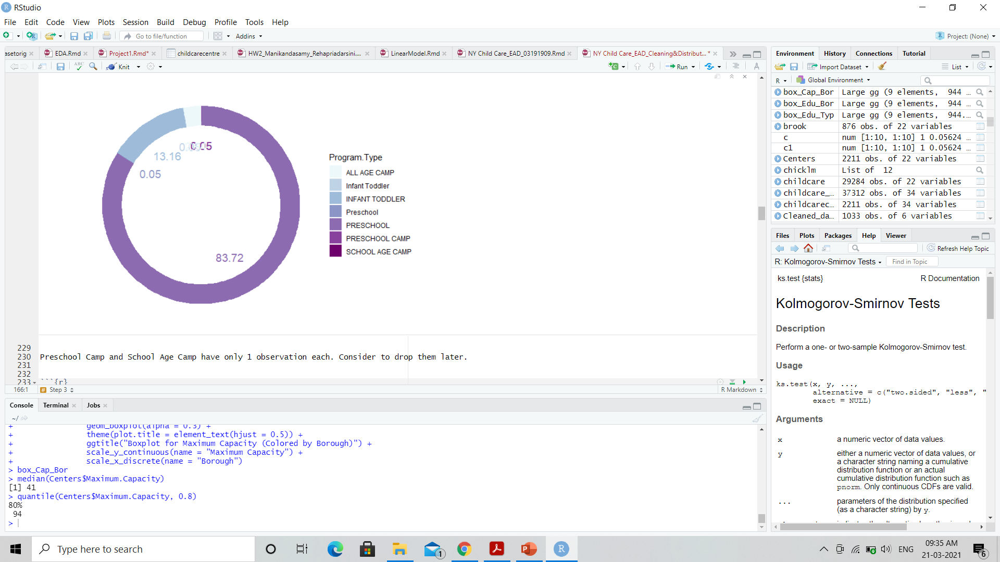 RStudio
File Edit Code View Plots Session Build Debug Profile Tools Help
Go to file/function Addins Project: (None)
asetorig EDA.Rmd Project1.Rmd* childcarecentre HW2_Manikandasamy_Rehapriadarsini.... LinearModel.Rmd NY Child Care_EAD_03191909.Rmd NY Child Care_EAD_Cleaning&Distribut...*
ABC Knit Run
13.16
0.05
0.05
83.72
Program.Type
ALL AGE CAMP
Infant Toddler
INFANT TODDLER
Preschool
PRESCHOOL
PRESCHOOL CAMP
SCHOOL AGE CAMP
229
230 Preschool Camp and School Age Camp have only 1 observation each. Consider to drop them later.
231
232
233 ```{r}
166:1 # Step 3 R Markdown
Console Terminal Jobs
~/
+ geom_boxplot(alpha = 0.3) +
+ theme(plot.title = element_text(hjust = 0.5)) +
+ ggtitle("Boxplot for Maximum Capacity (Colored by Borough)") +
+ scale_y_continuous(name = "Maximum Capacity") +
+ scale_x_discrete(name = "Borough")
> box_Cap_Bor
> median(Centers$Maximum.Capacity)
[1] 41
> quantile(Centers$Maximum.Capacity, 0.8)
80%
94
>
Environment History Connections Tutorial
Import Dataset List
R Global Environment
box_Cap_Bor Large gg (9 elements, 944 …
box_Edu_Bor Large gg (9 elements, 944 …
box_Edu_Typ Large gg (9 elements, 944.…
brook 876 obs. of 22 variables
c num [1:10, 1:10] 1 0.05624 …
c1 num [1:10, 1:10] 1 0.05624 …
Centers 2211 obs. of 22 variables
chicklm List of 12
childcare 29284 obs. of 22 variables
childcare_… 37312 obs. of 34 variables
childcarec… 2211 obs. of 34 variables
Cleaned_da… 1033 obs. of 6 variables
Files Plots Packages Help Viewer
Refresh Help Topic
R: Kolmogorov-Smirnov Tests Find in Topic
ks.test {stats} R Documentation
Kolmogorov-Smirnov Tests
Description
Perform a one- or two-sample Kolmogorov-Smirnov test.
Usage
ks.test(x, y, ...,
alternative = c("two.sided", "less", "
exact = NULL)
Arguments
x a numeric vector of data values.
y either a numeric vector of data values, or
a character string naming a cumulative
distribution function or an actual
cumulative distribution function such as
pnorm. Only continuous CDFs are valid.
... parameters of the distribution specified
(as a character string) by y.
Type here to search
1
ENG
09:35 AM
21-03-2021
6